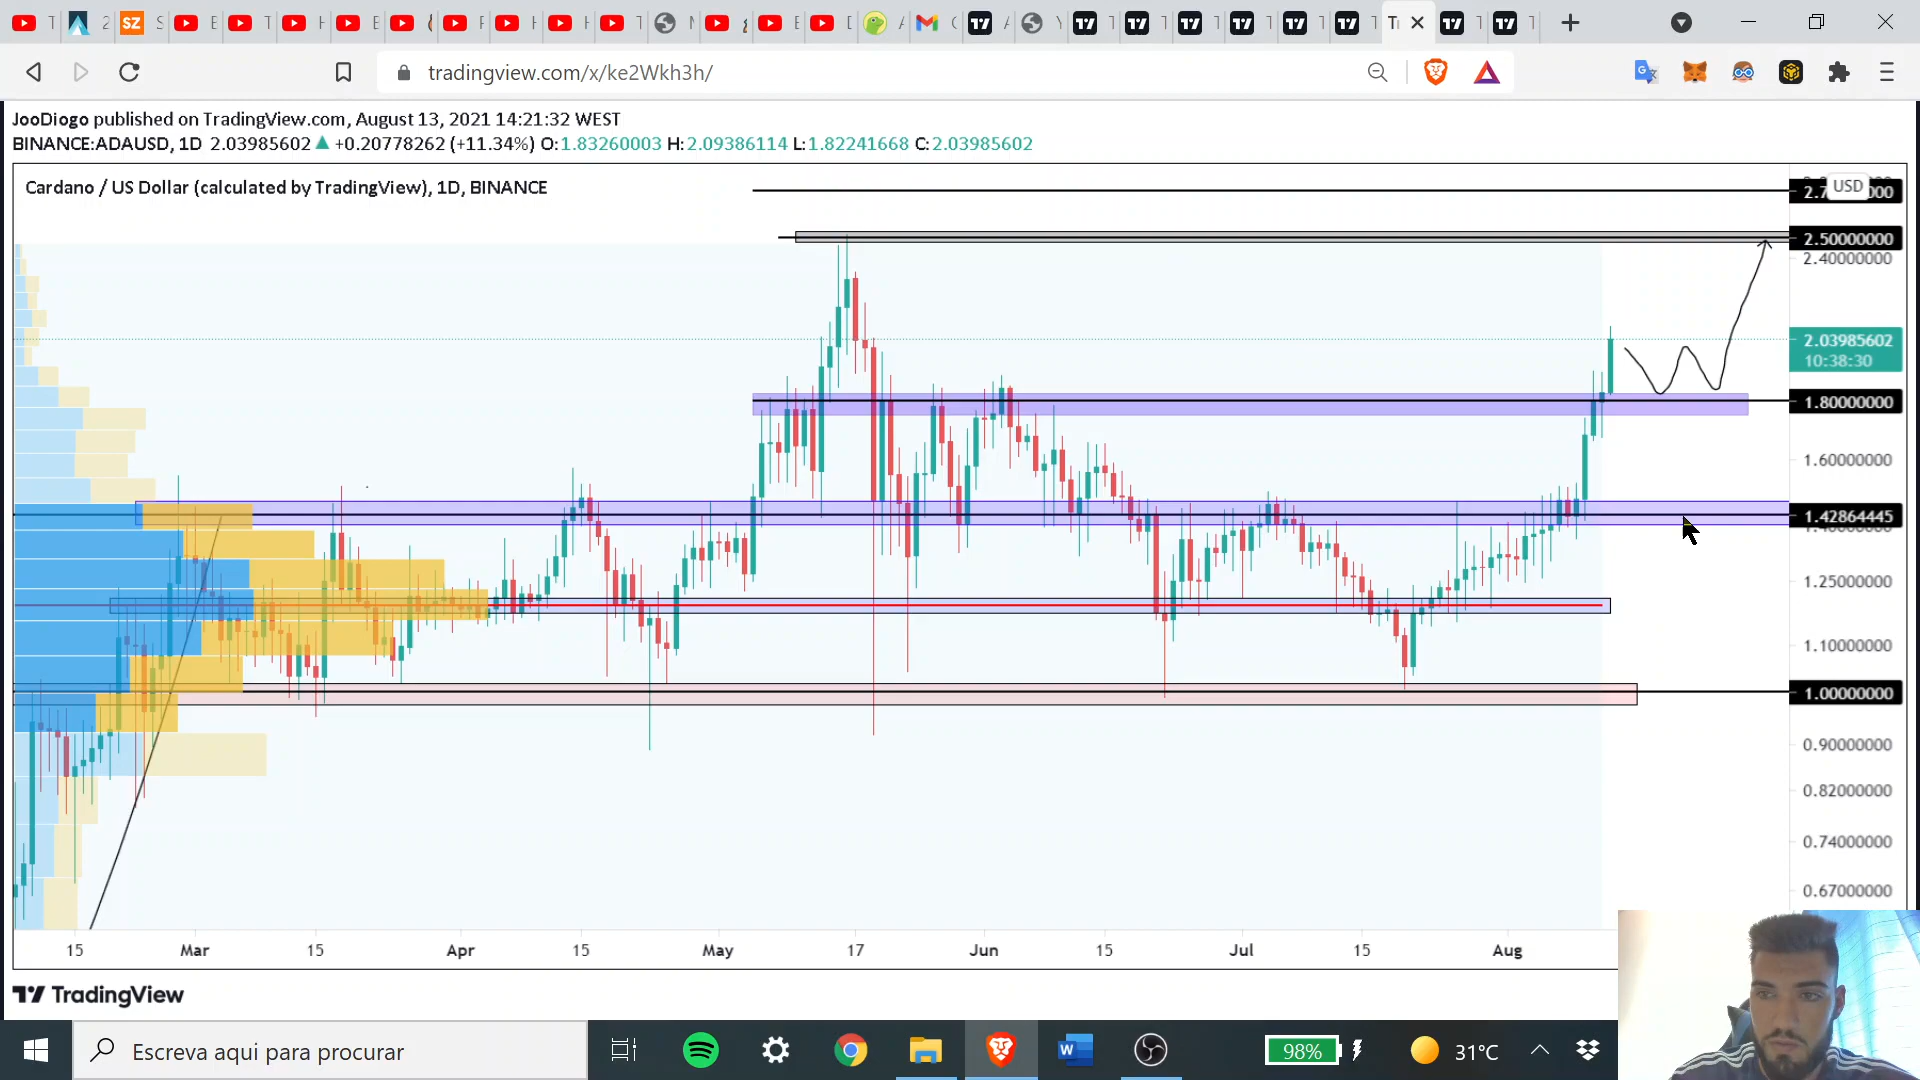 tradingview.com/x/ke2Wkh3h/
JooDiogo published on TradingView.com, August 13, 2021 14:21:32 WEST
BINANCE:ADAUSD, 1D 2.03985602 ▲ +0.20778262 (+11.34%) O:1.83260003 H:2.09386114 L:1.82241668 C:2.03985602
Cardano / US Dollar (calculated by TradingView), 1D, BINANCE
USD
2.50000000
2.40000000
2.03985602
10:38:30
1.80000000
1.60000000
1.42864445
1.25000000
1.10000000
1.00000000
0.90000000
0.82000000
0.74000000
0.67000000
15 Mar 15 Apr 15 May 17 Jun 15 Jul 15 Aug
TradingView
Escreva aqui para procurar
98%
31°C